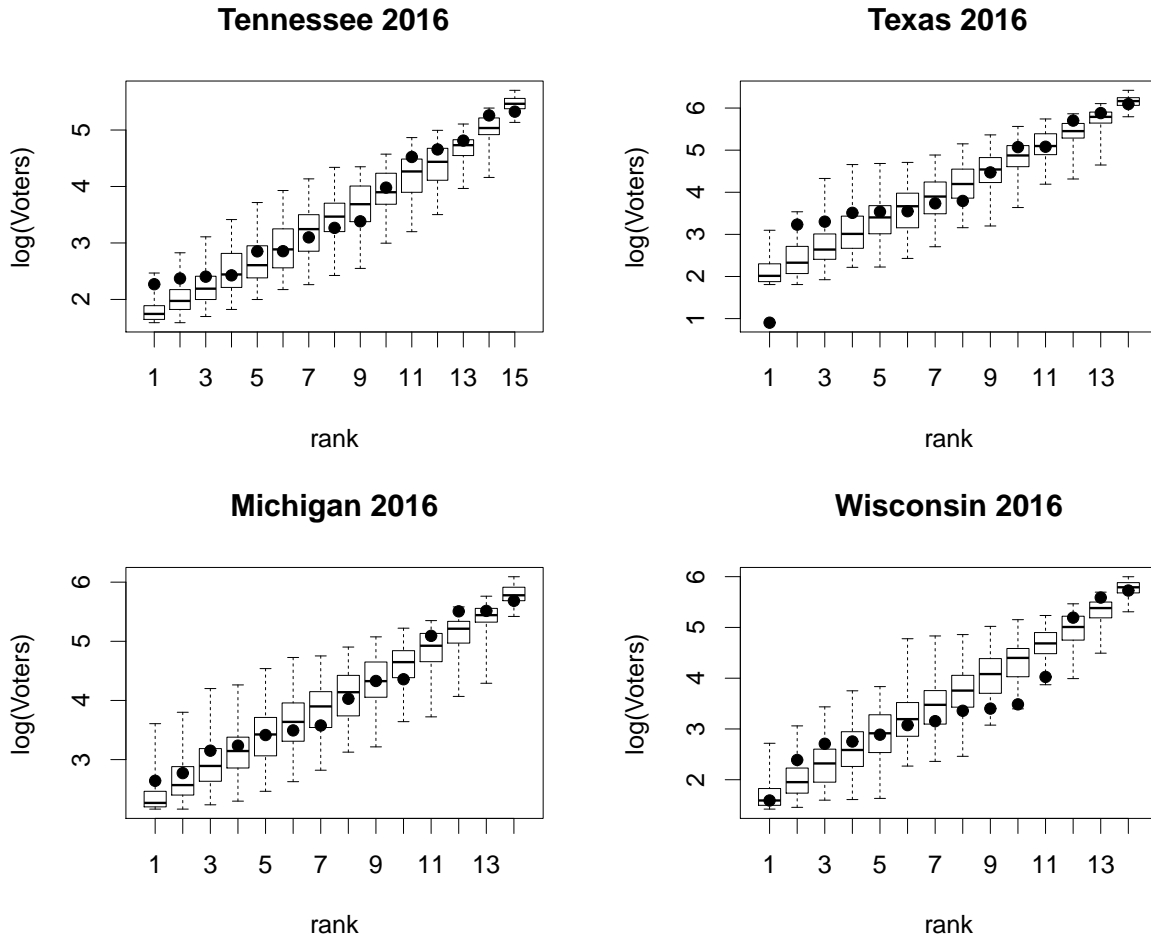 Tennessee 2016
log(Voters)
5
4
3
2
1 3 5 7 9 11 13 15
rank
Texas 2016
log(Voters)
6
5
4
3
2
1
1 3 5 7 9 11 13
rank
Michigan 2016
log(Voters)
6
5
4
3
1 3 5 7 9 11 13
rank
Wisconsin 2016
log(Voters)
6
5
4
3
2
1 3 5 7 9 11 13
rank